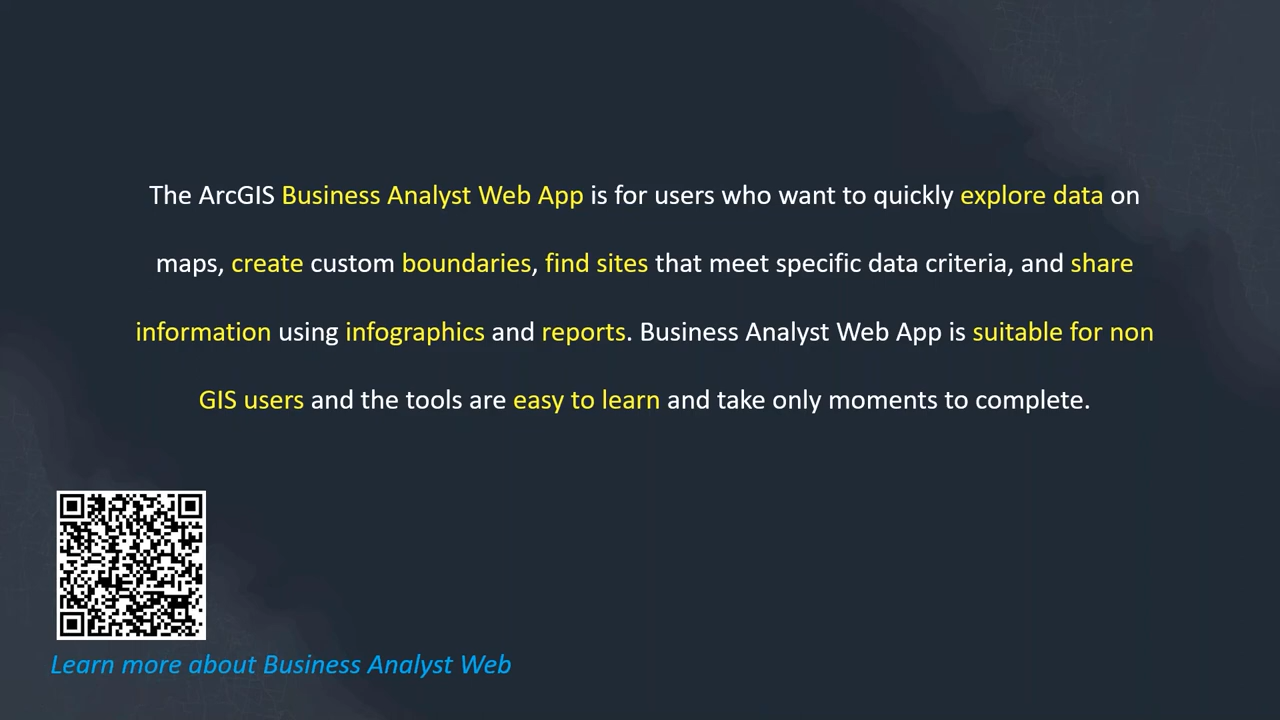 The ArcGIS Business Analyst Web App is for users who want to quickly explore data on
maps, create custom boundaries, find sites that meet specific data criteria, and share
information using infographics and reports. Business Analyst Web App is suitable for non
GIS users and the tools are easy to learn and take only moments to complete.
Learn more about Business Analyst Web